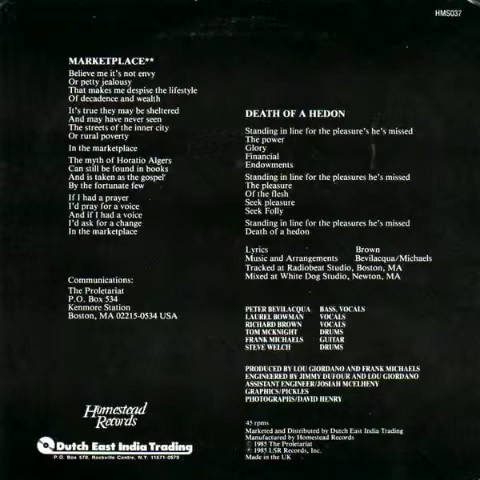 HMS037
MARKETPLACE**
Believe me it's not envy
Or petty jealousy
That makes me despise the lifestyle
Of decadence and wealth
It's true they may be sheltered
And may have never seen
The streets of the inner city
Or rural poverty
In the marketplace
The myth of Horatio Algers
Can still be found in books
And is taken as the gospel
By the fortunate few
If I had a prayer
I'd pray for a voice
And if I had a voice
I'd ask for a change
In the marketplace
Communications:
The Proletariat
P.O. Box 534
Kenmore Station
Boston, MA 02215-0534 USA
Homestead
Records
Dutch East India Trading
P.O. Box 570, Rockville Centre, N.Y. 11571-0570
DEATH OF A HEDON
Standing in line for the pleasure's he's missed
The power
Glory
Financial
Endowments
Standing in line for the pleasures he's missed
The pleasure
Of the flesh
Seek pleasure
Seek Folly
Standing in line for the pleasures he's missed
Death of a hedon
Lyrics Brown
Music and Arrangements Bevilacqua/Michaels
Tracked at Radiobeat Studio, Boston, MA
Mixed at White Dog Studio, Newton, MA
PETER BEVILACQUA BASS, VOCALS
LAUREL BOWMAN VOCALS
RICHARD BROWN VOCALS
TOM MCKNIGHT DRUMS
FRANK MICHAELS GUITAR
STEVE WELCH DRUMS
PRODUCED BY LOU GIORDANO AND FRANK MICHAELS
ENGINEERED BY JIMMY DUFOUR AND LOU GIORDANO
ASSISTANT ENGINEER/JOSIAH MCELHENY
GRAPHICS/PICKLES
PHOTOGRAPHS/DAVID HENRY
45 rpms
Marketed and Distributed by Dutch East India Trading
Manufactured by Homestead Records
© 1985 The Proletariat
℗ 1985 LSR Records, Inc.
Made in the UK